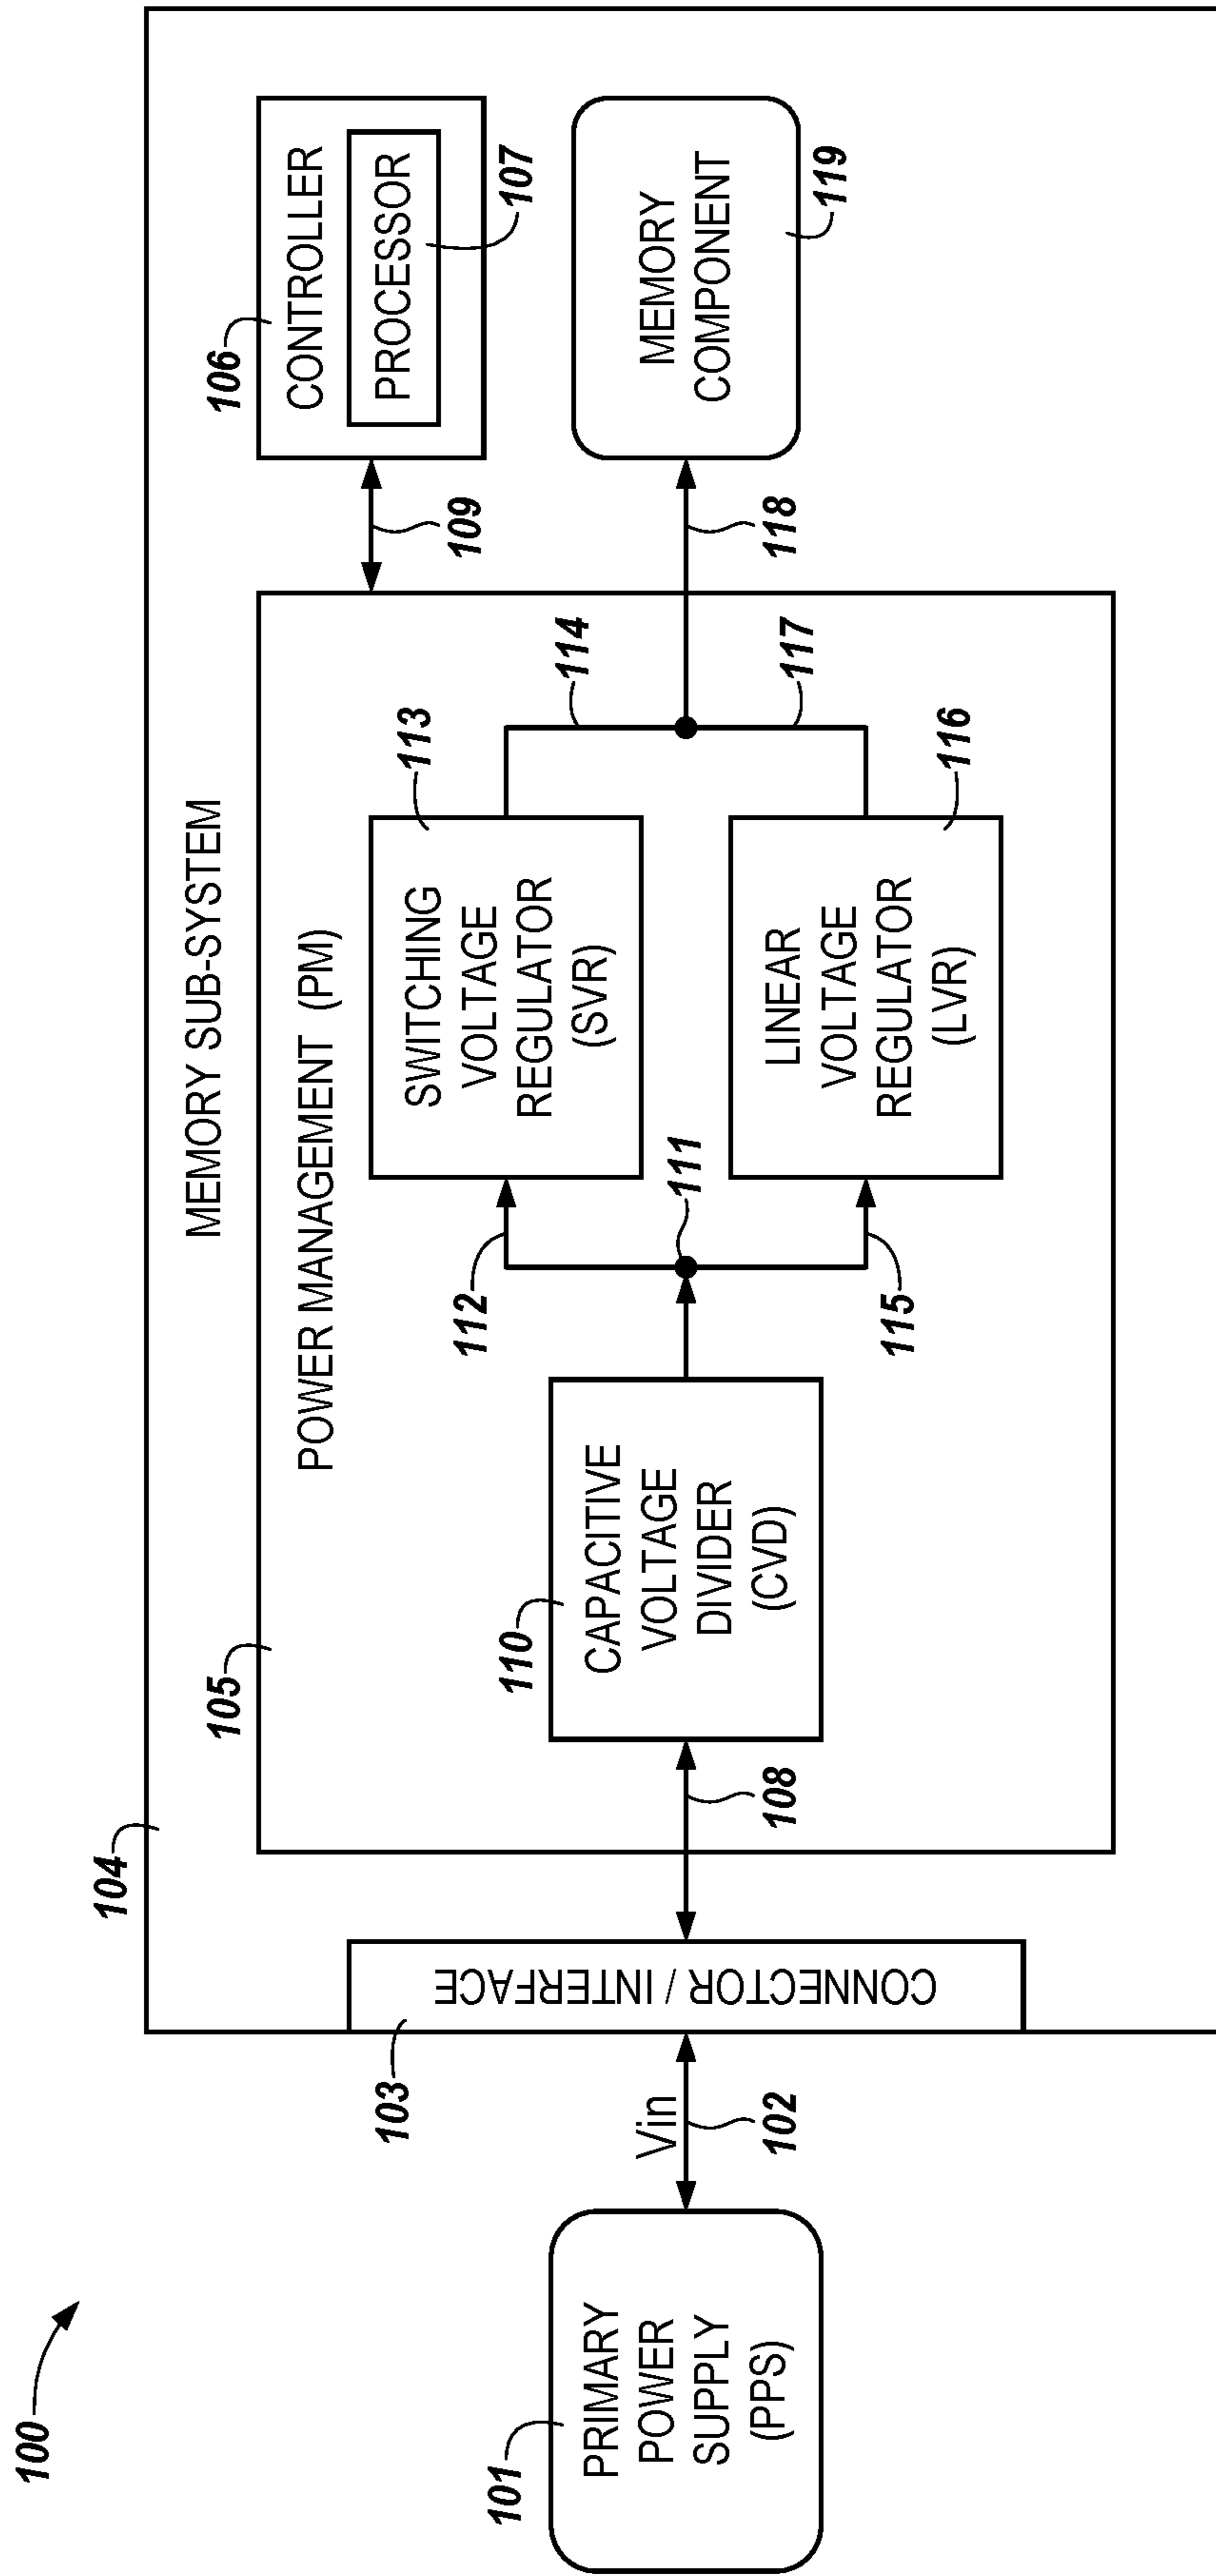 100
MEMORY SUB-SYSTEM
104
POWER MANAGEMENT (PM)
105
106
CONTROLLER
PROCESSOR
107
109
101
PRIMARY
POWER
SUPPLY
(PPS)
Vin
102
103
CONNECTOR / INTERFACE
108
110
CAPACITIVE
VOLTAGE
DIVIDER
(CVD)
111
112
113
SWITCHING
VOLTAGE
REGULATOR
(SVR)
114
115
LINEAR
VOLTAGE
REGULATOR
(LVR)
116
117
118
MEMORY
COMPONENT
119